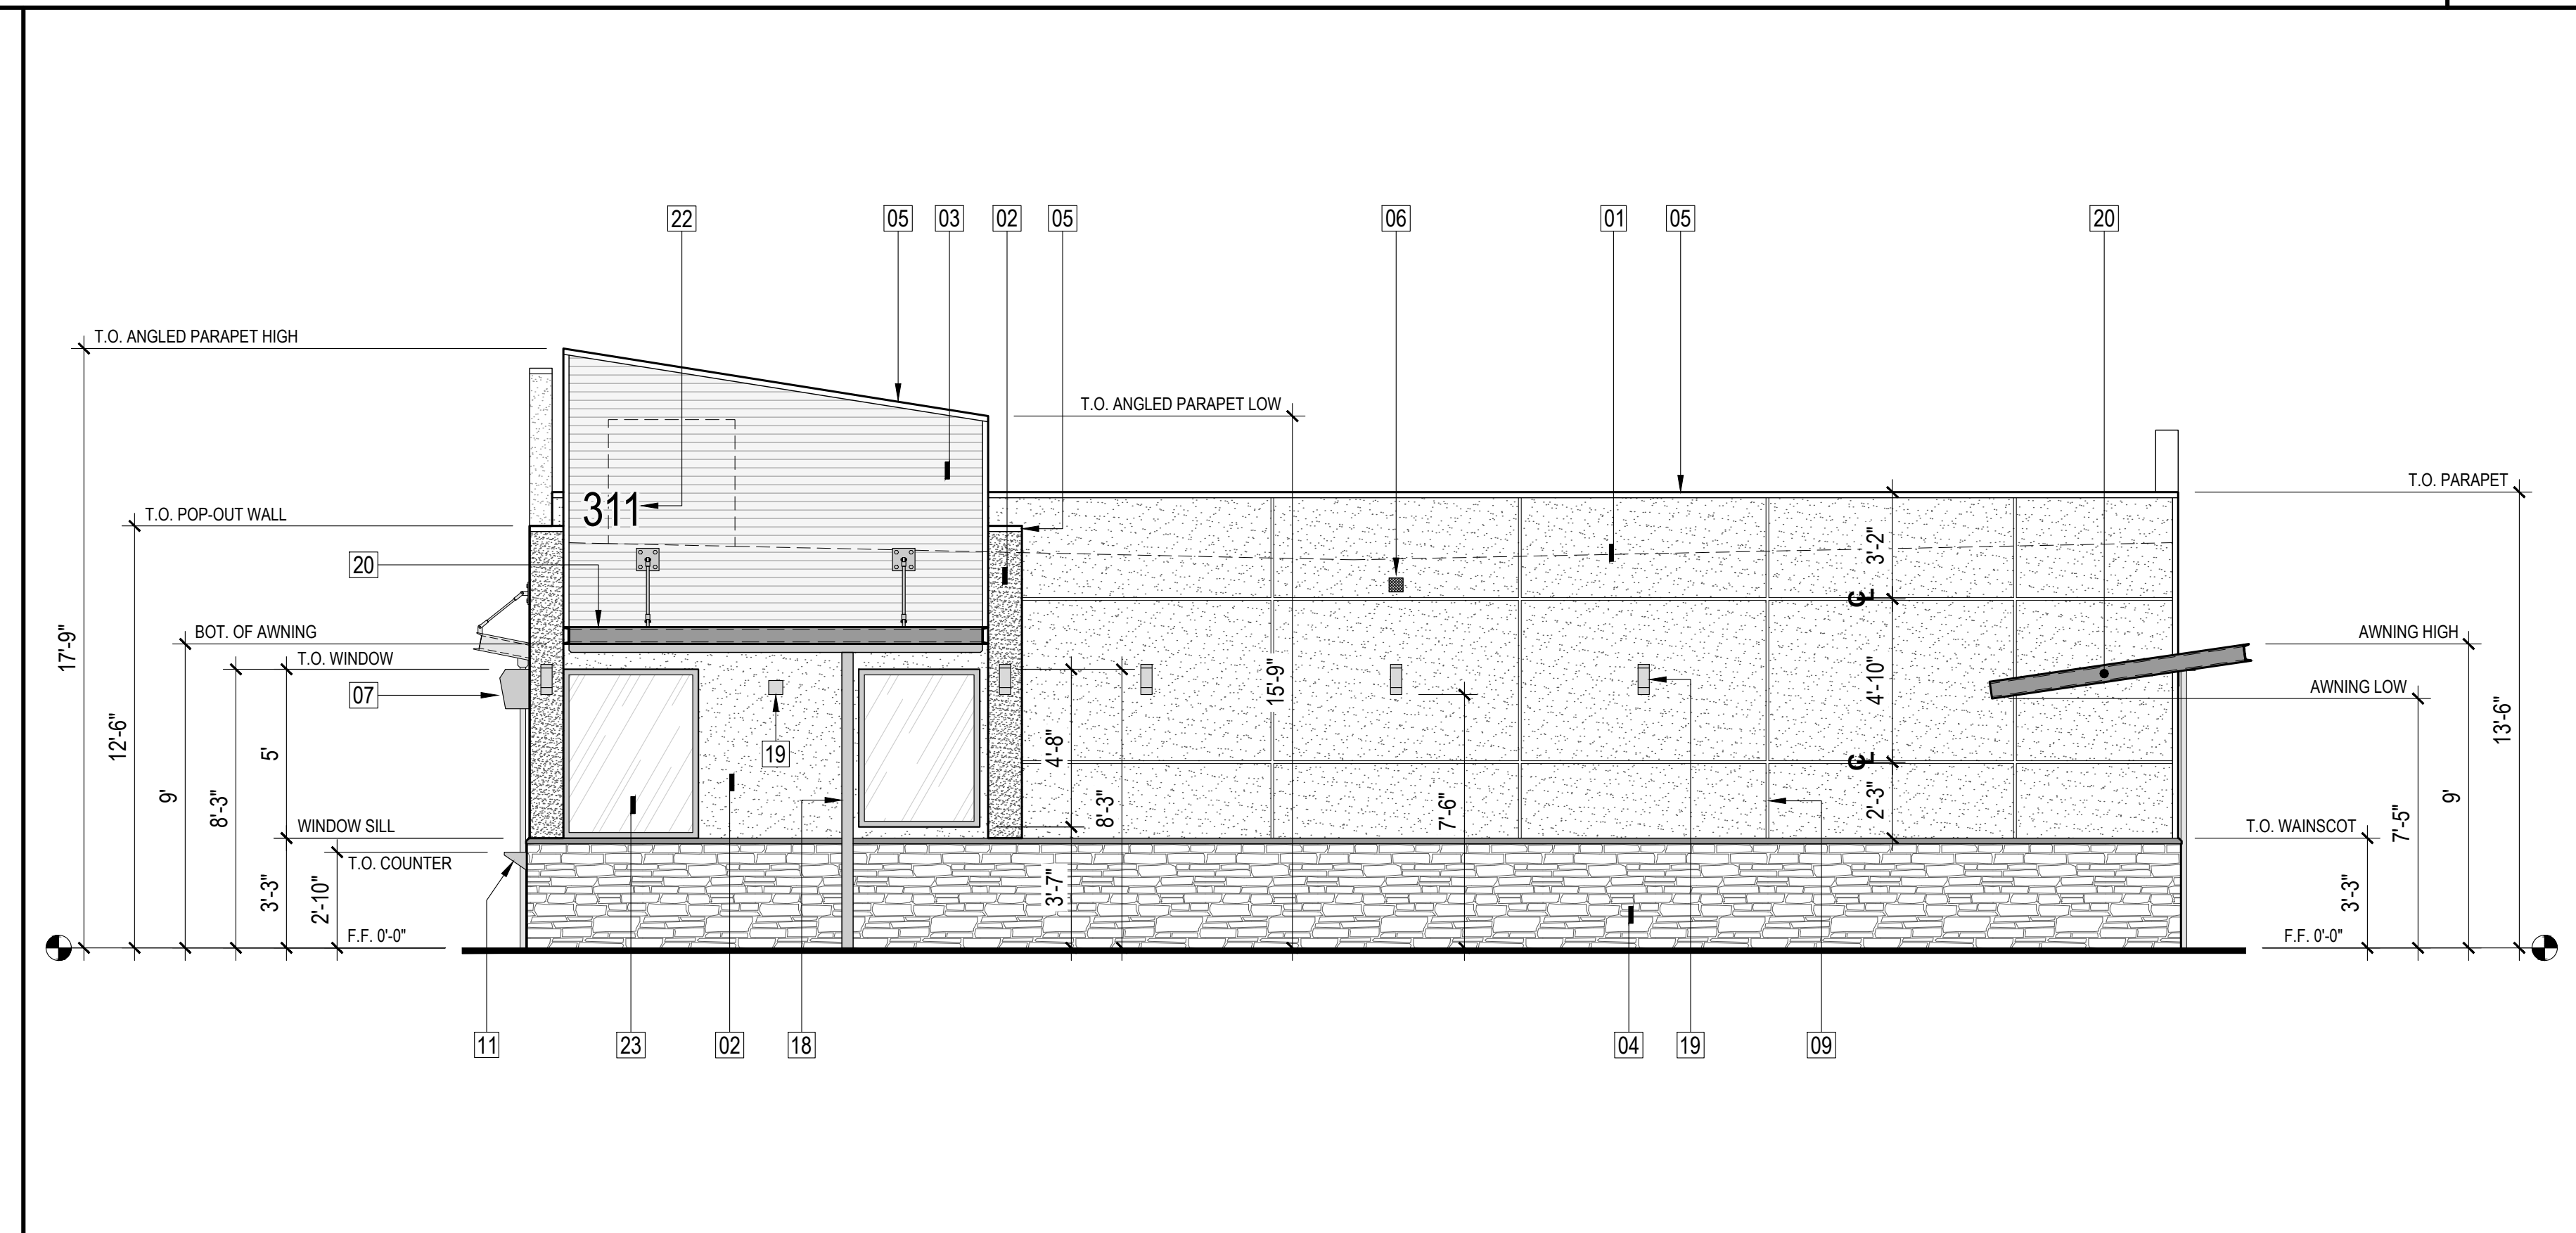 22
05
03
02
05
06
01
05
20
T.O. ANGLED PARAPET HIGH
T.O. ANGLED PARAPET LOW
T.O. PARAPET
T.O. POP-OUT WALL
311
20
3'-2"
CL
BOT. OF AWNING
AWNING HIGH
T.O. WINDOW
AWNING LOW
17'-9"
07
15'-9"
4'-10"
12'-6"
5'
19
4'-8"
13'-6"
CL
9'
8'-3"
8'-3"
7'-6"
2'-3"
7'-5"
9'
WINDOW SILL
T.O. WAINSCOT
T.O. COUNTER
3'-3"
2'-10"
3'-7"
3'-3"
F.F. 0'-0"
F.F. 0'-0"
11
23
02
18
04
19
09